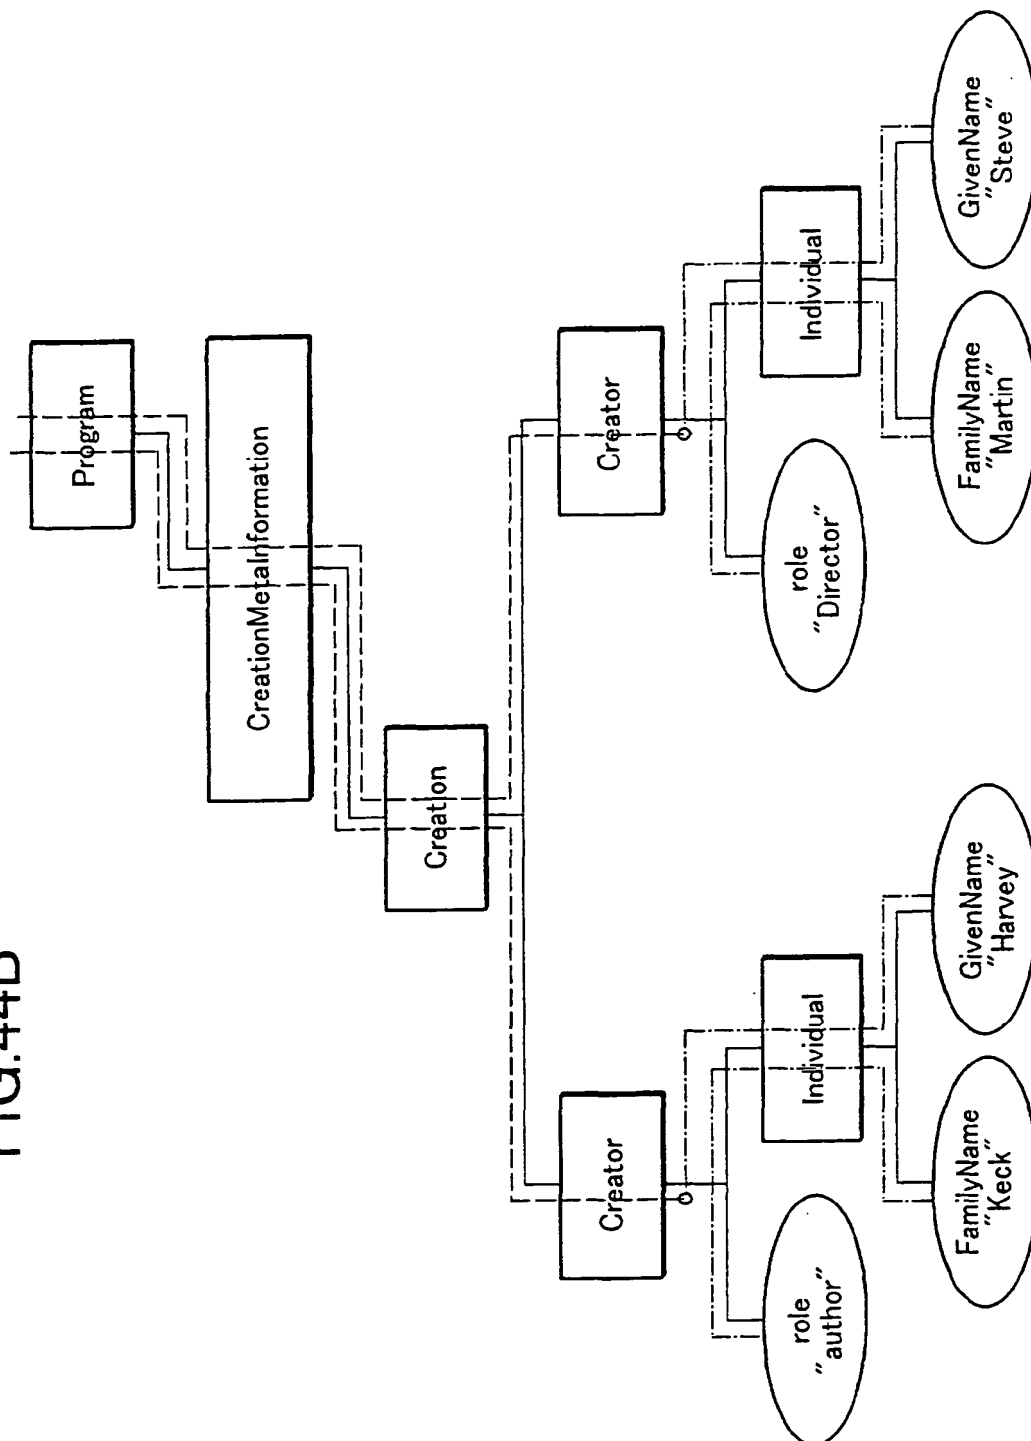 FIG.44B
Program
CreationMetaInformation
Creation
Creator
Creator
role
"author"
Individual
role
"Director"
Individual
FamilyName
"Keck"
GivenName
"Harvey"
FamilyName
"Martin"
GivenName
"Steve"